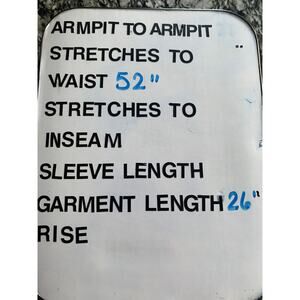 ARMPIT TO ARMPIT
STRETCHES TO "
WAIST 52"
STRETCHES TO
INSEAM
SLEEVE LENGTH
GARMENT LENGTH 26"
RISE